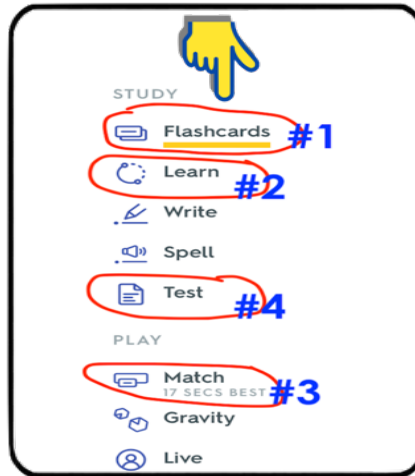 STUDY
Flashcards #1
Learn #2
Write
Spell
Test #4
PLAY
Match #3
17 SECS BEST
Gravity
Live